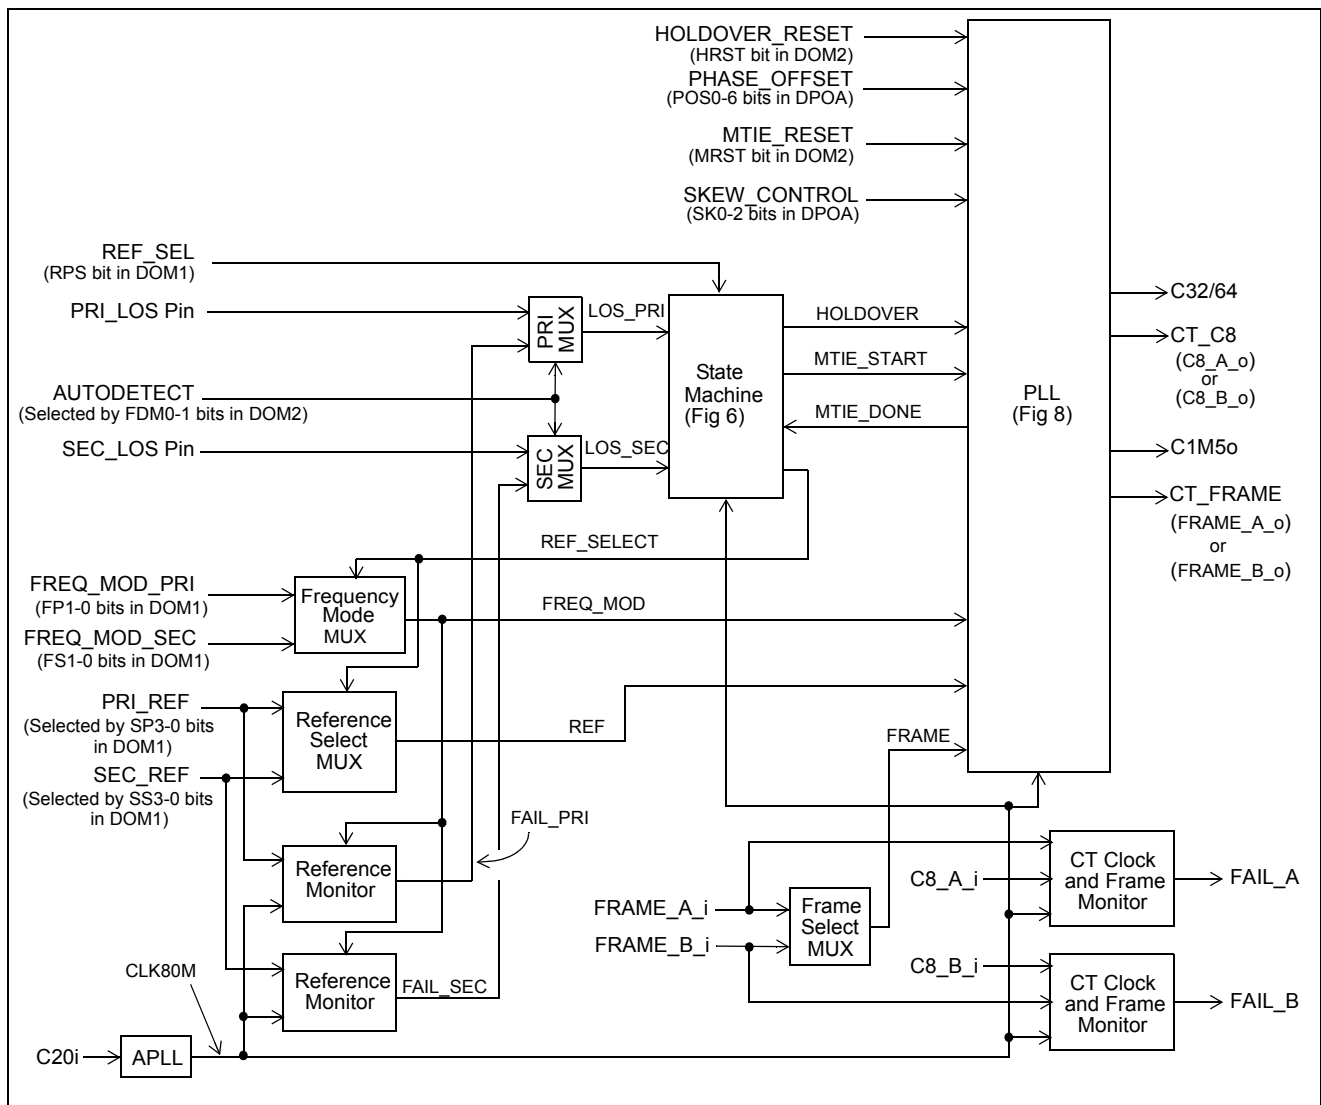 HOLDOVER_RESET
(HRST bit in DOM2)
PHASE_OFFSET
(POS0-6 bits in DPOA)
MTIE_RESET
(MRST bit in DOM2)
SKEW_CONTROL
(SK0-2 bits in DPOA)
REF_SEL
(RPS bit in DOM1)
PRI_LOS Pin
AUTODETECT
(Selected by FDM0-1 bits in DOM2)
SEC_LOS Pin
PRI
MUX
LOS_PRI
SEC
MUX
LOS_SEC
State
Machine
(Fig 6)
HOLDOVER
MTIE_START
MTIE_DONE
PLL
(Fig 8)
C32/64
CT_C8
(C8_A_o)
or
(C8_B_o)
C1M5o
CT_FRAME
(FRAME_A_o)
or
(FRAME_B_o)
REF_SELECT
FREQ_MOD_PRI
(FP1-0 bits in DOM1)
FREQ_MOD_SEC
(FS1-0 bits in DOM1)
Frequency
Mode
MUX
FREQ_MOD
PRI_REF
(Selected by SP3-0 bits
in DOM1)
SEC_REF
(Selected by SS3-0 bits
in DOM1)
Reference
Select
MUX
REF
FRAME
FAIL_PRI
Reference
Monitor
Reference
Monitor
FAIL_SEC
CLK80M
C20i
APLL
FRAME_A_i
FRAME_B_i
Frame
Select
MUX
C8_A_i
CT Clock
and Frame
Monitor
FAIL_A
C8_B_i
CT Clock
and Frame
Monitor
FAIL_B